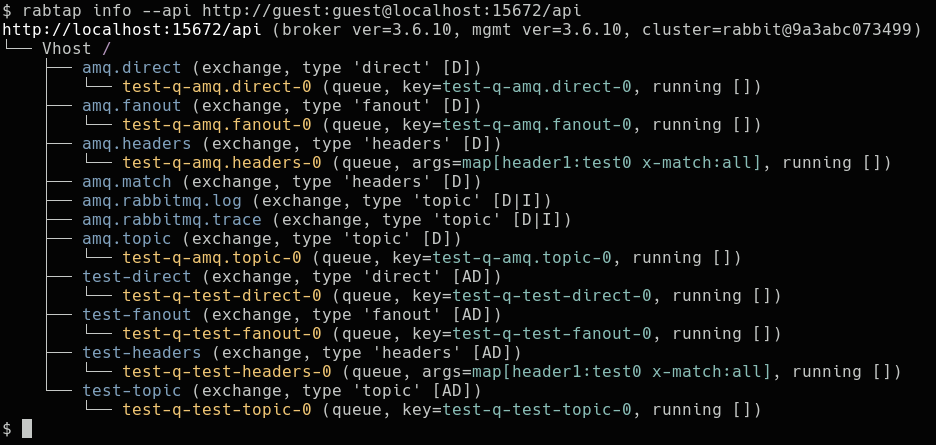 $ rabtap info --api http://guest:guest@localhost:15672/api
http://localhost:15672/api (broker ver=3.6.10, mgmt ver=3.6.10, cluster=rabbit@9a3abc073499)
└── Vhost /
    ├── amq.direct (exchange, type 'direct' [D])
    │   └── test-q-amq.direct-0 (queue, key=test-q-amq.direct-0, running [])
    ├── amq.fanout (exchange, type 'fanout' [D])
    │   └── test-q-amq.fanout-0 (queue, key=test-q-amq.fanout-0, running [])
    ├── amq.headers (exchange, type 'headers' [D])
    │   └── test-q-amq.headers-0 (queue, args=map[header1:test0 x-match:all], running [])
    ├── amq.match (exchange, type 'headers' [D])
    ├── amq.rabbitmq.log (exchange, type 'topic' [D|I])
    ├── amq.rabbitmq.trace (exchange, type 'topic' [D|I])
    ├── amq.topic (exchange, type 'topic' [D])
    │   └── test-q-amq.topic-0 (queue, key=test-q-amq.topic-0, running [])
    ├── test-direct (exchange, type 'direct' [AD])
    │   └── test-q-test-direct-0 (queue, key=test-q-test-direct-0, running [])
    ├── test-fanout (exchange, type 'fanout' [AD])
    │   └── test-q-test-fanout-0 (queue, key=test-q-test-fanout-0, running [])
    ├── test-headers (exchange, type 'headers' [AD])
    │   └── test-q-test-headers-0 (queue, args=map[header1:test0 x-match:all], running [])
    └── test-topic (exchange, type 'topic' [AD])
        └── test-q-test-topic-0 (queue, key=test-q-test-topic-0, running [])
$